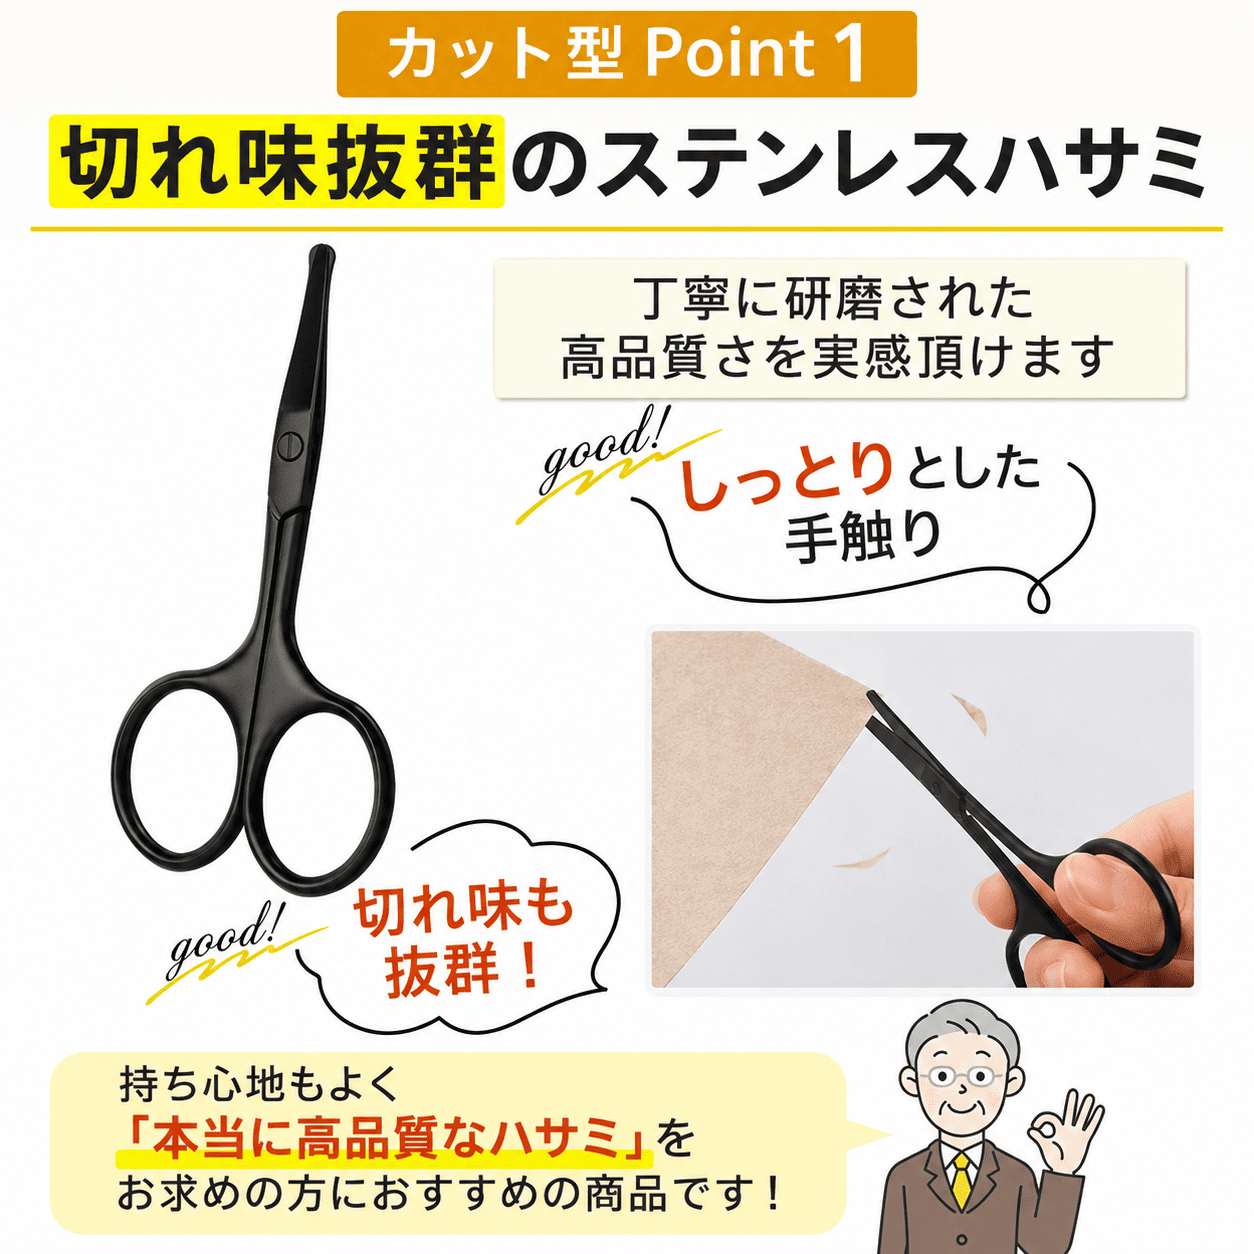 カット型 Point 1
切れ味抜群のステンレスハサミ
丁寧に研磨された
高品質さを実感頂けます
good!
しっとりとした
手触り
good!
切れ味も
抜群！
持ち心地もよく
「本当に高品質なハサミ」を
お求めの方におすすめの商品です！